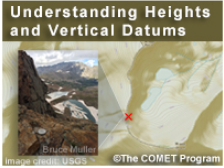 Understanding Heights
and Vertical Datums
Bruce Muller
image credit: USGS
©The COMET Program